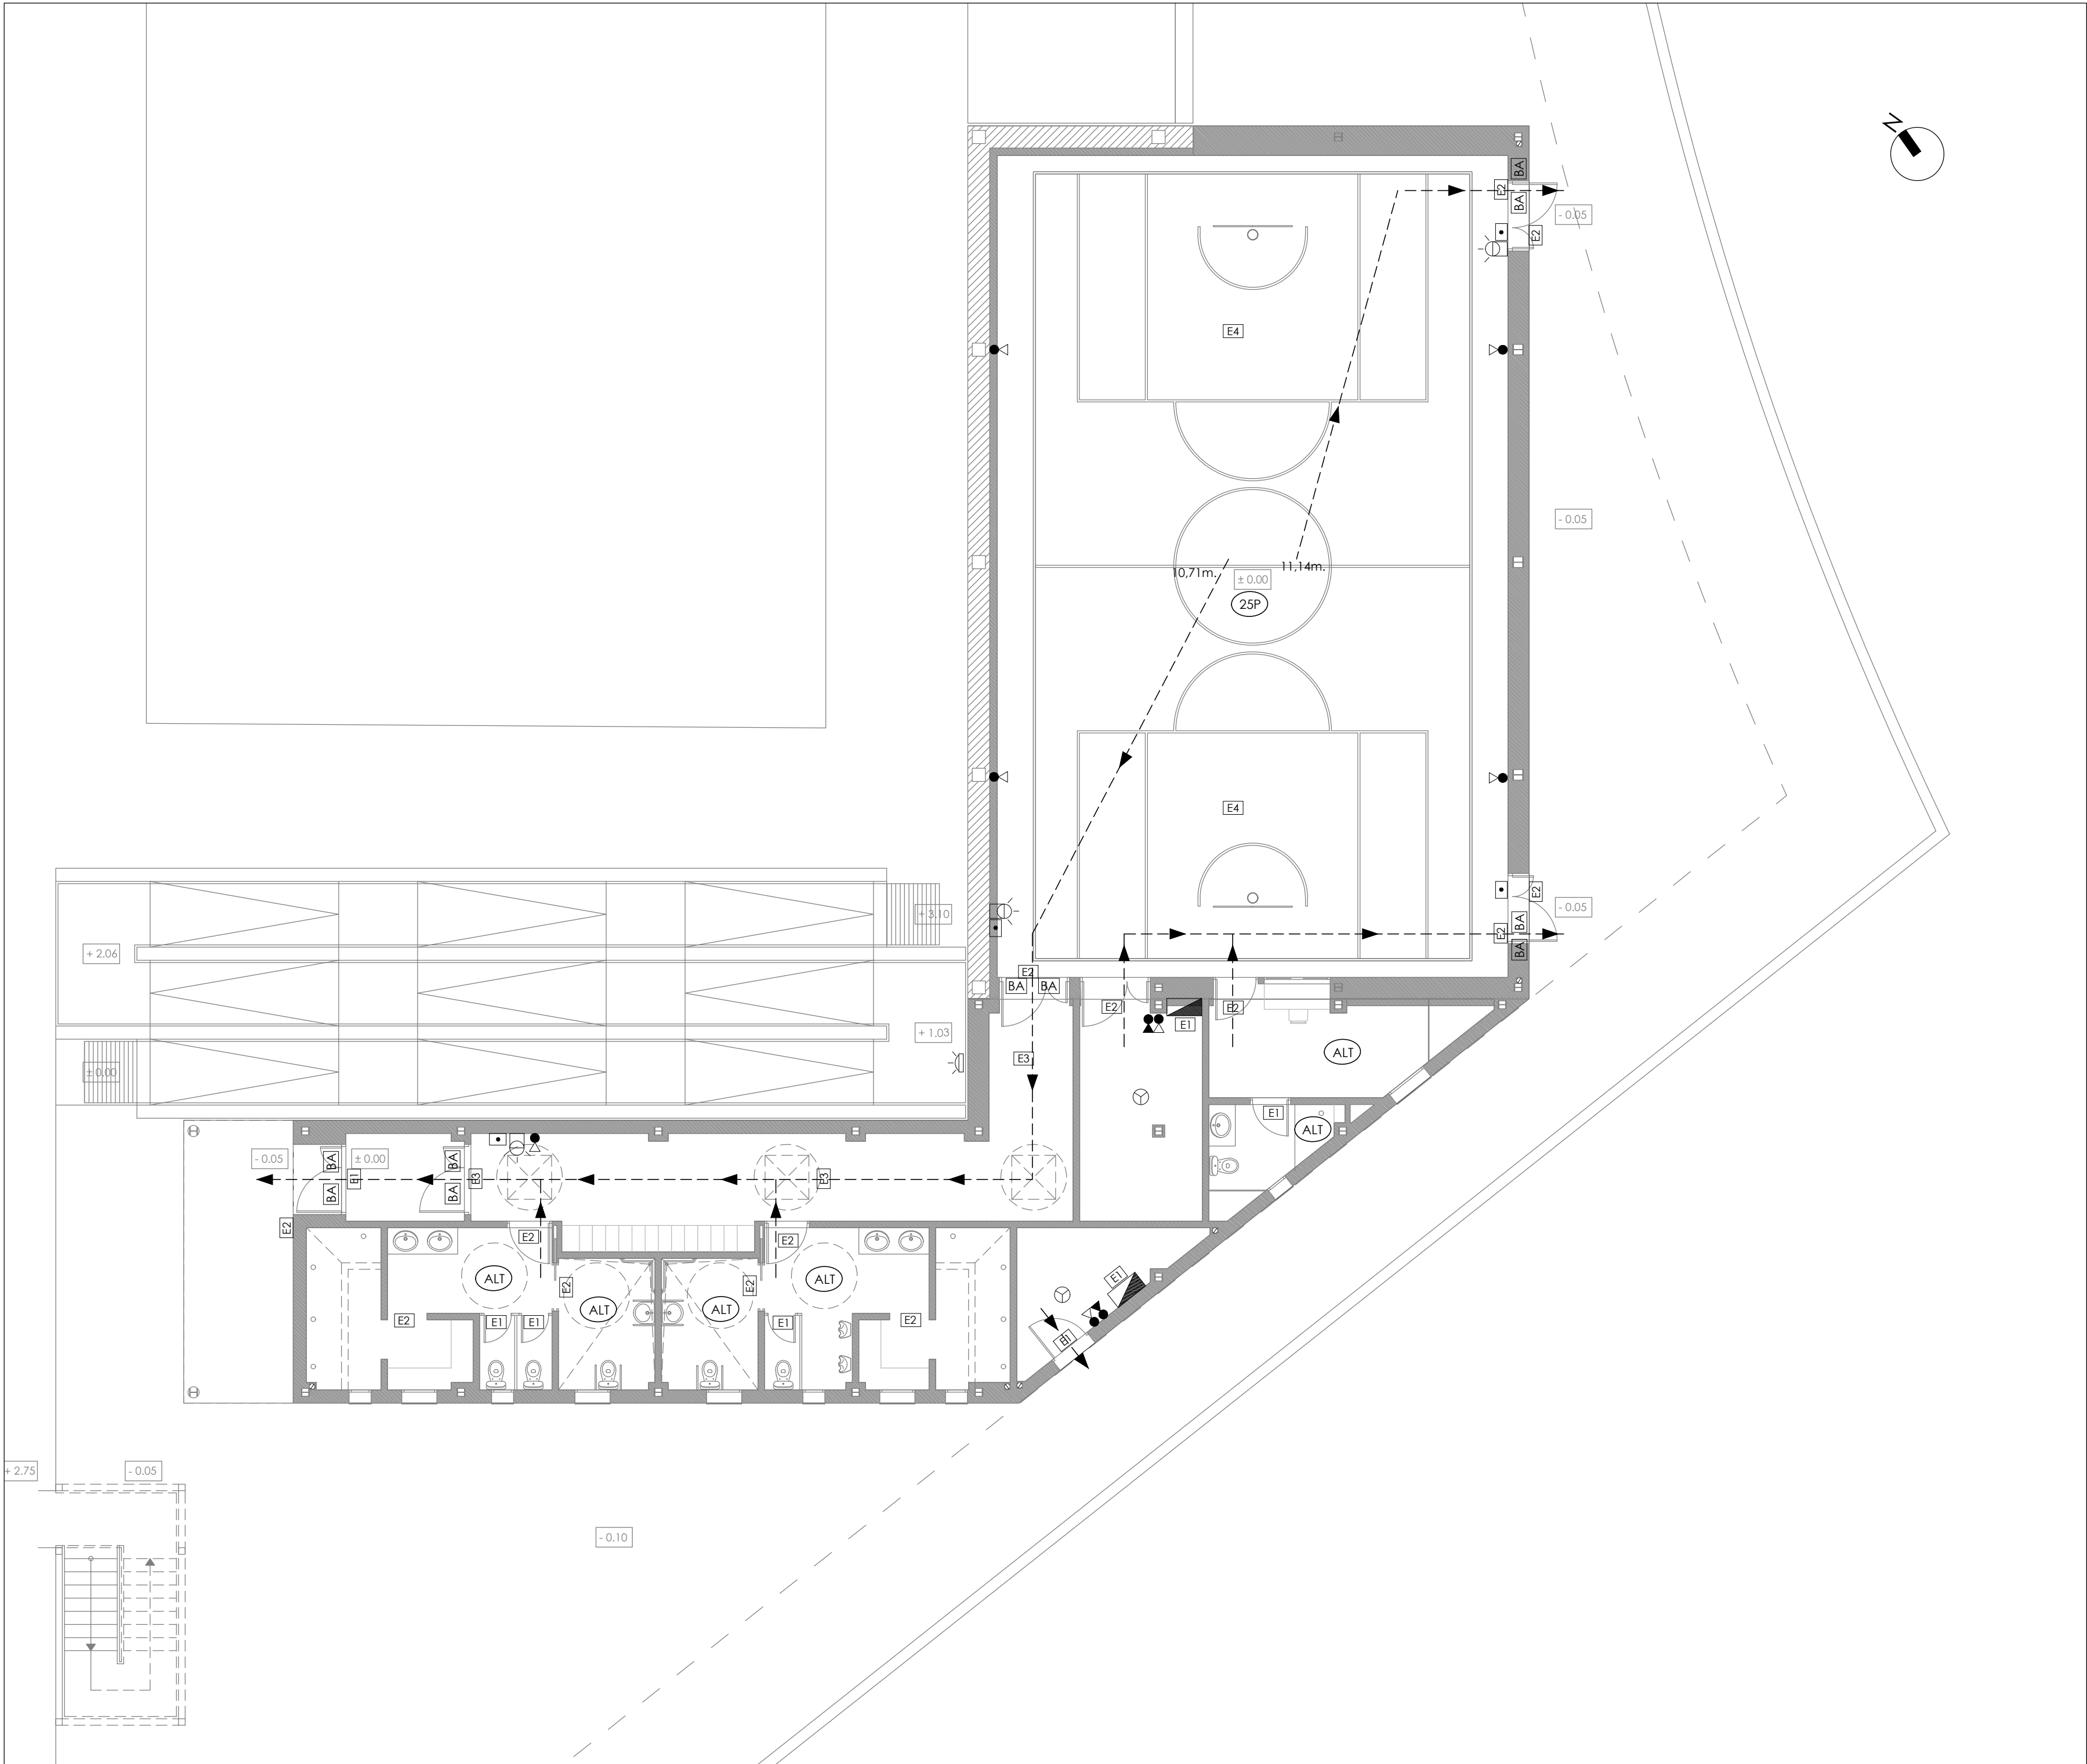 N
BA
E2
BA
- 0.05
E2
E4
- 0.05
10,71m.
11,14m.
± 0.00
25P
E4
E2
- 0.05
+ 3.10
BA
E2
BA
+ 2.06
E2
BA
BA
E2
E2
E1
+ 1.03
E3
ALT
± 0.00
E1
ALT
- 0.05
± 0.00
BA
BA
BA
BA
E1
E3
E3
E2
E2
E2
ALT
ALT
E2
E2
ALT
ALT
E1
E2
E1
E1
E1
E2
E1
+ 2.75
- 0.05
- 0.10